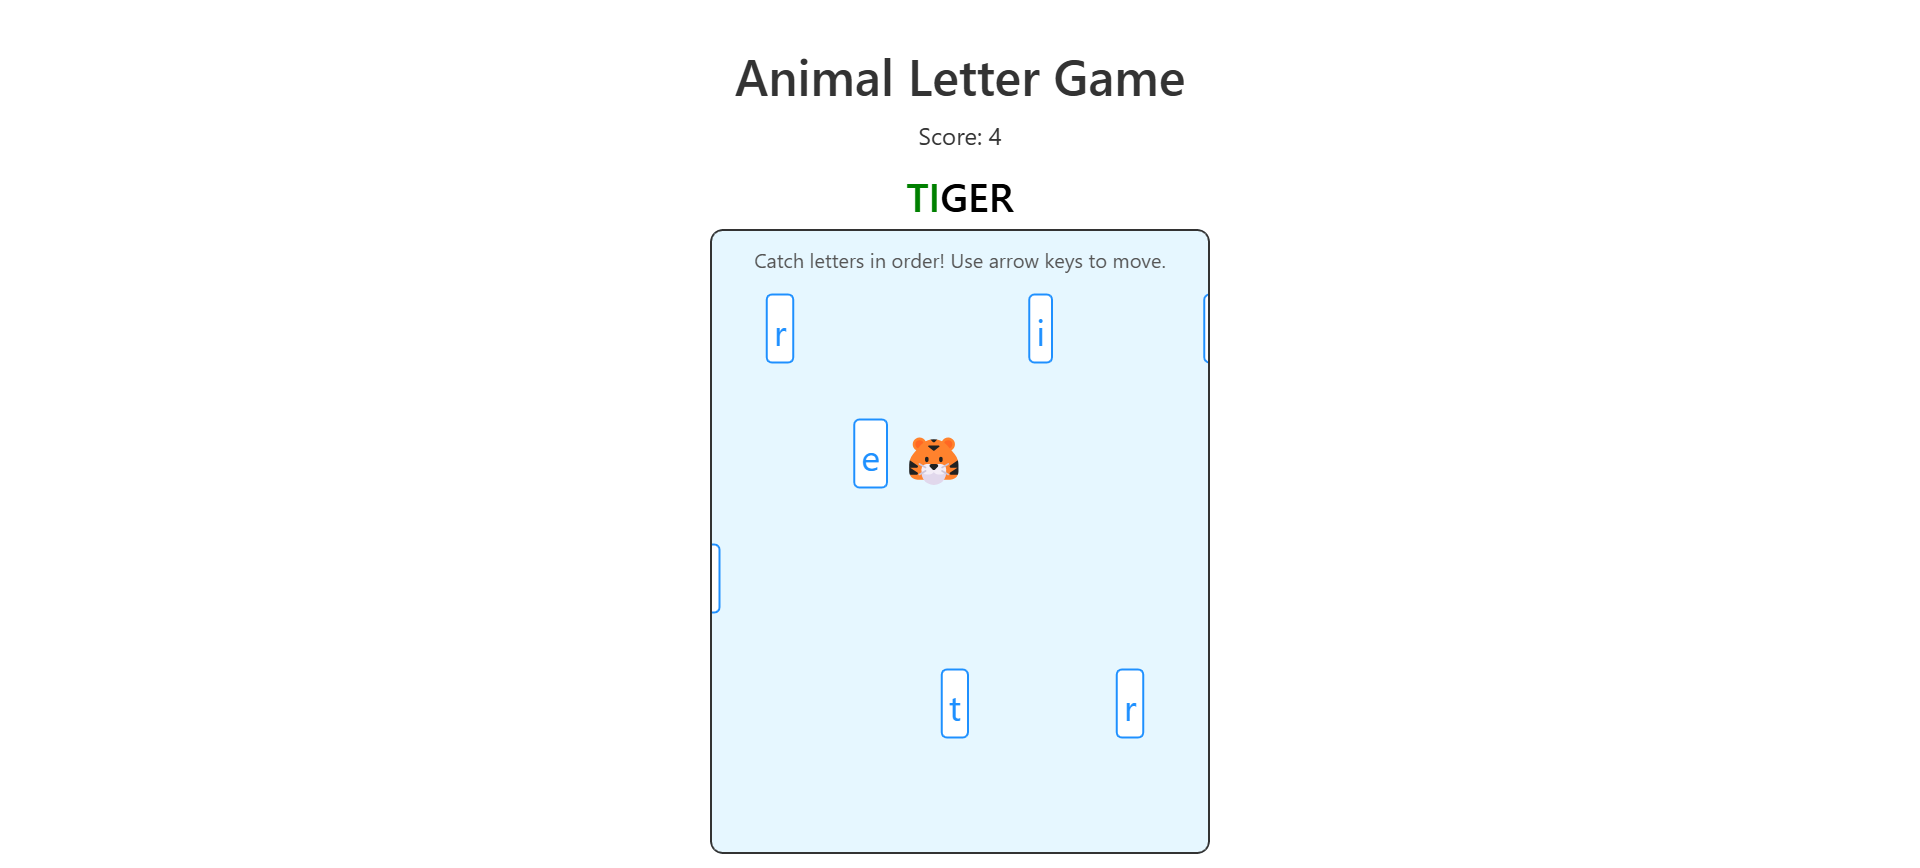 Animal Letter Game
Score: 4
TIGER
Catch letters in order! Use arrow keys to move.
r i
e
t r